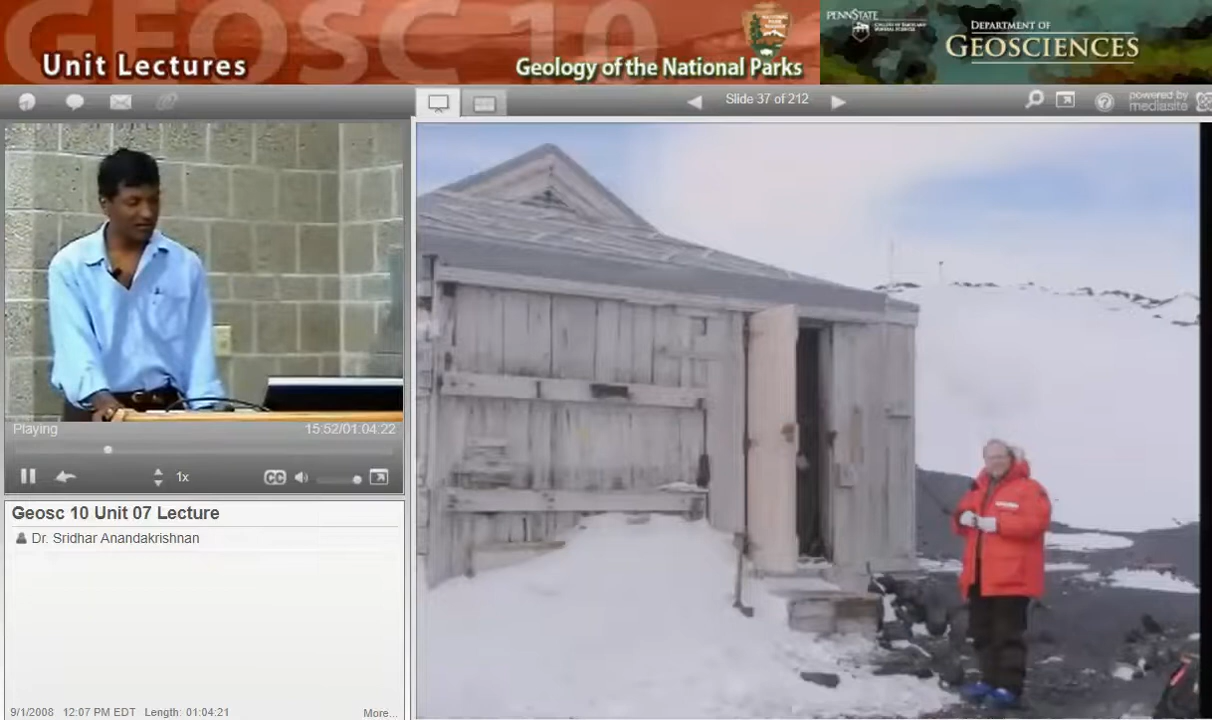 GEOSC 10
Unit Lectures
Geology of the National Parks
PENNSTATE
DEPARTMENT OF
GEOSCIENCES
Slide 37 of 212
powered by
mediasite
Playing
15:52/01:04:22
1x
CC
Geosc 10 Unit 07 Lecture
Dr. Sridhar Anandakrishnan
9/1/2008 12:07 PM EDT Length: 01:04:21
More...